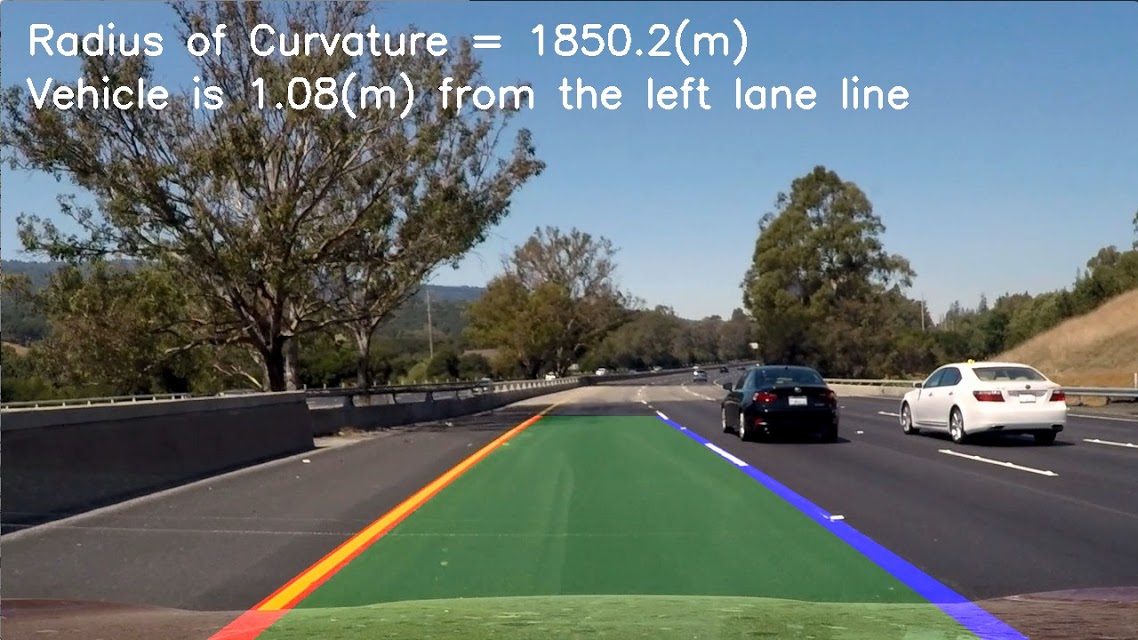 Radius of Curvature = 1850.2(m)
Vehicle is 1.08(m) from the left lane line